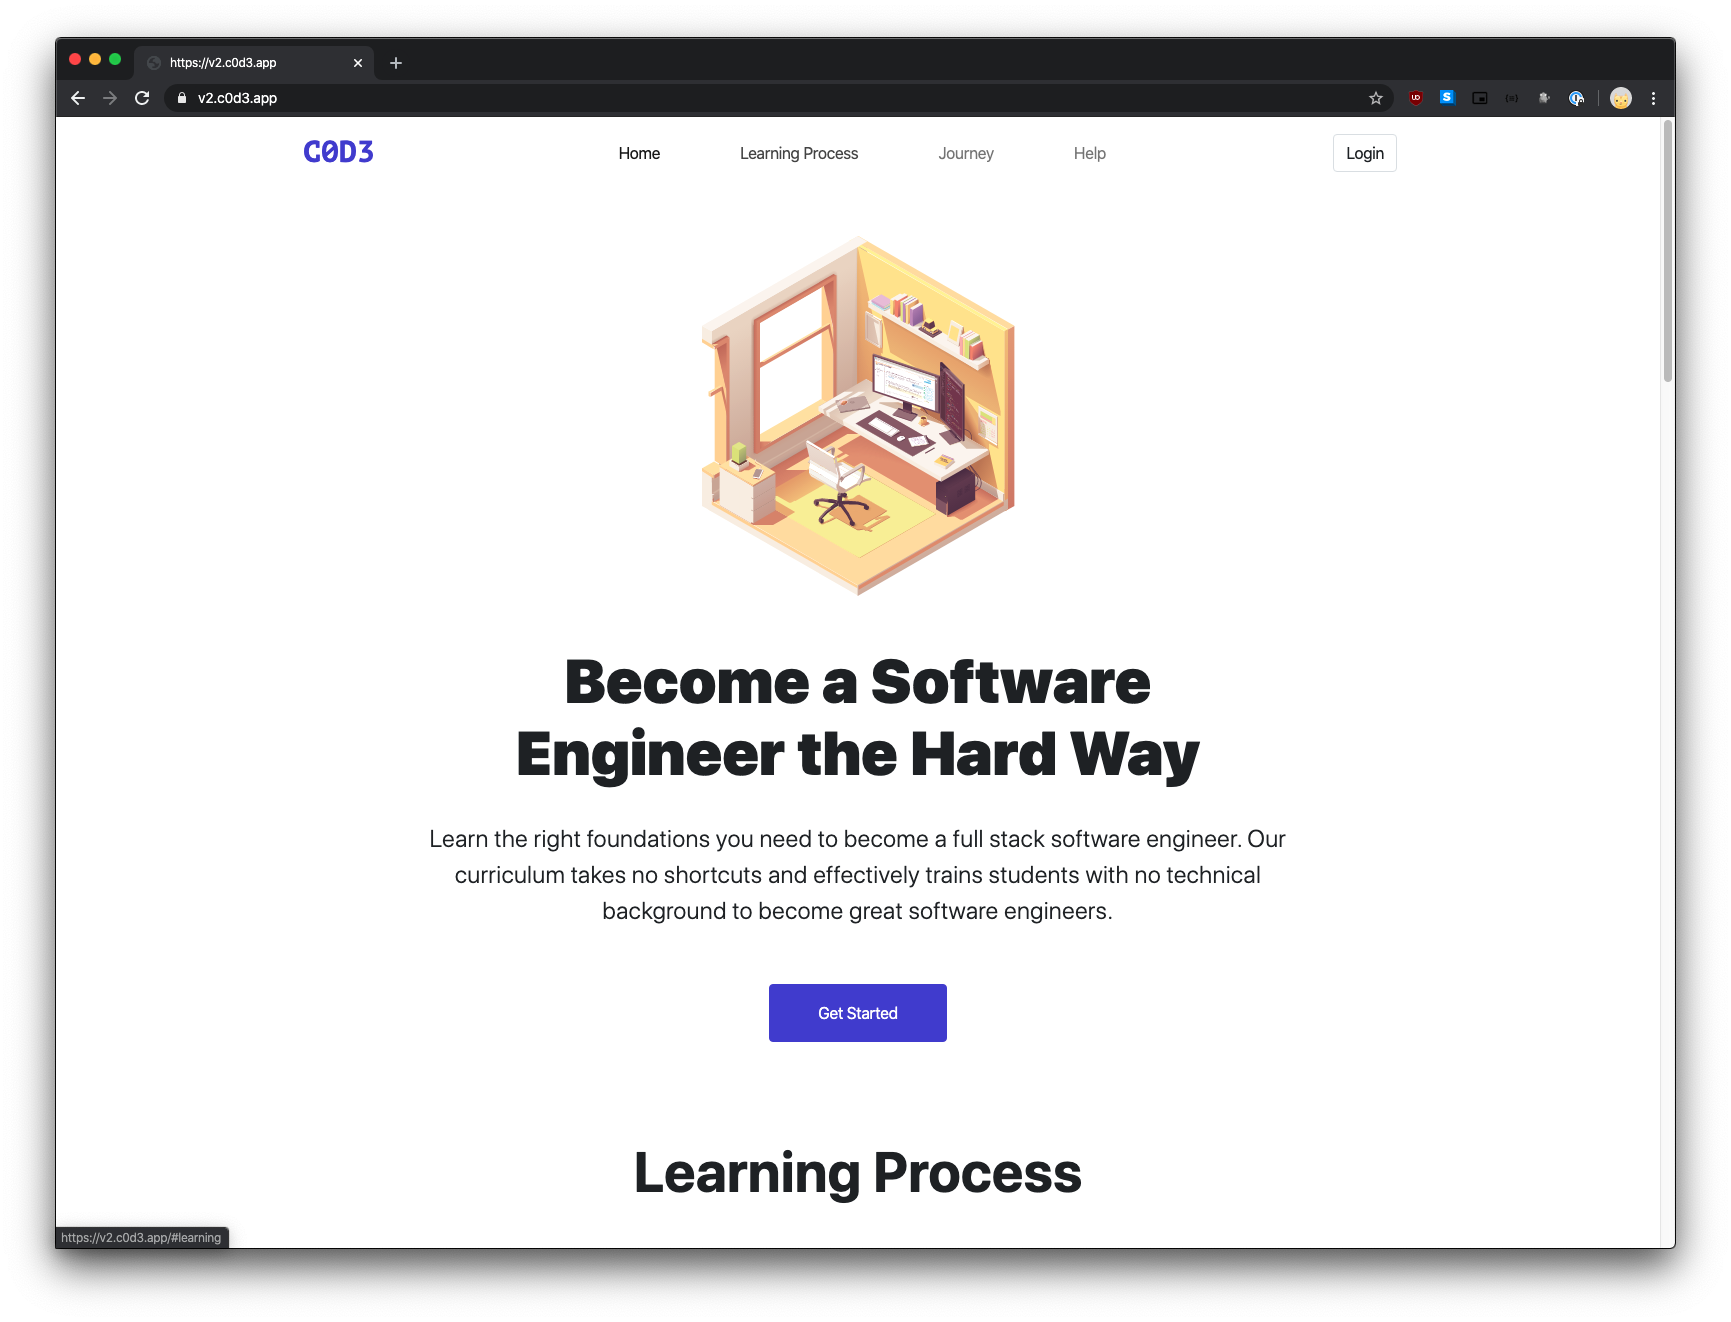 https://v2.c0d3.app
v2.c0d3.app
C0D3
Home
Learning Process
Journey
Help
Login
Become a Software
Engineer the Hard Way
Learn the right foundations you need to become a full stack software engineer. Our
curriculum takes no shortcuts and effectively trains students with no technical
background to become great software engineers.
Get Started
Learning Process
https://v2.c0d3.app/#learning